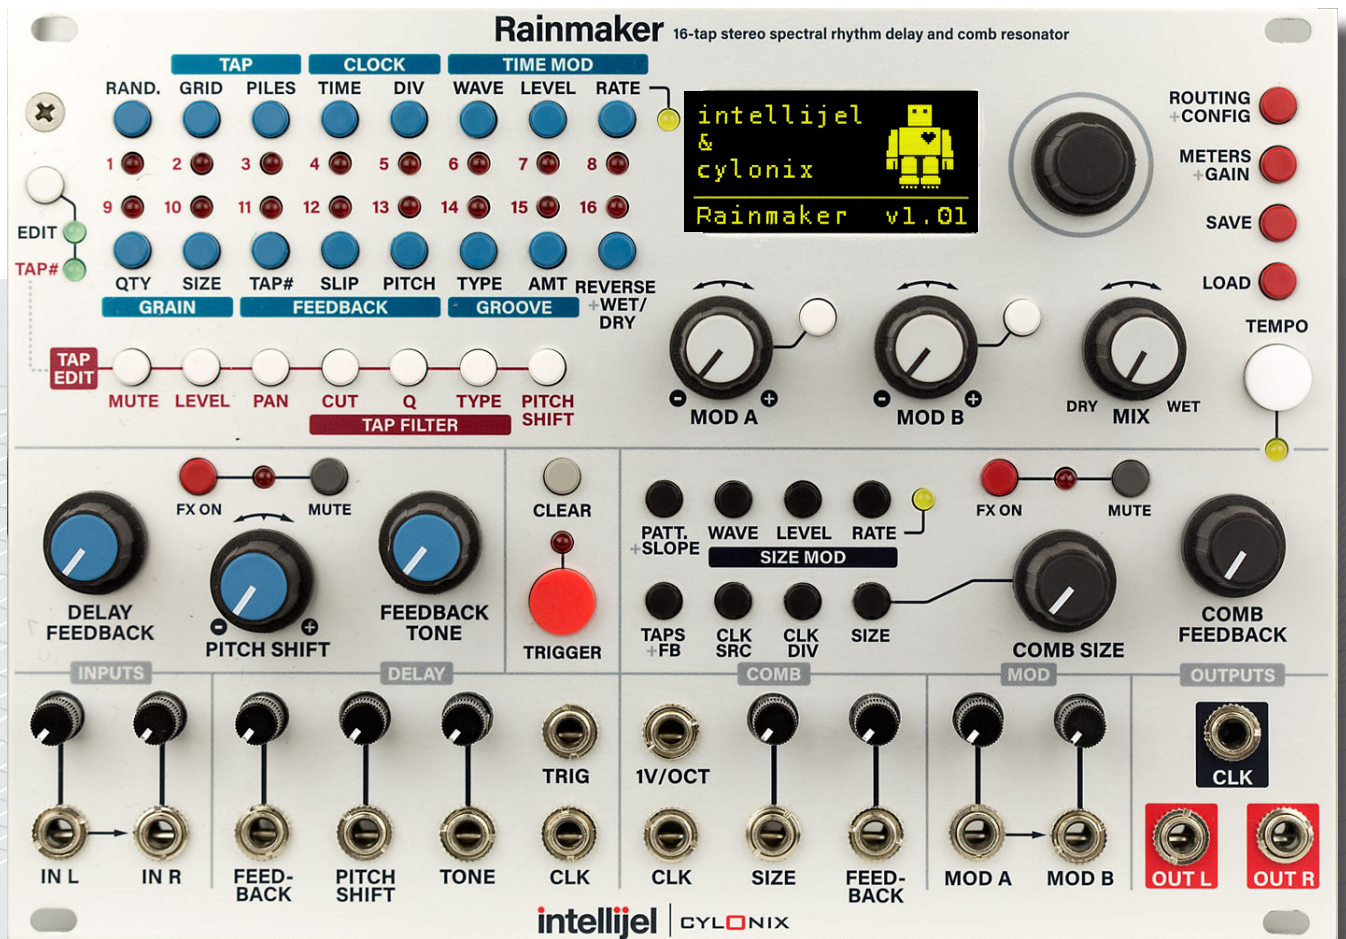 Rainmaker 16-tap stereo spectral rhythm delay and comb resonator
TAP CLOCK TIME MOD
RAND. GRID PILES TIME DIV WAVE LEVEL RATE
1 2 3 4 5 6 7 8
9 10 11 12 13 14 15 16
EDIT
TAP#
QTY SIZE TAP# SLIP PITCH TYPE AMT REVERSE
+WET/
DRY
GRAIN FEEDBACK GROOVE
TAP
EDIT
MUTE LEVEL PAN CUT Q TYPE PITCH
SHIFT
TAP FILTER
intellijel
&
cylonix
Rainmaker v1.01
ROUTING
+CONFIG
METERS
+GAIN
SAVE
LOAD
TEMPO
- MOD A +
- MOD B +
DRY MIX WET
FX ON MUTE
DELAY
FEEDBACK
- PITCH SHIFT +
FEEDBACK
TONE
CLEAR
TRIGGER
PATT.
+SLOPE
WAVE LEVEL RATE
SIZE MOD
TAPS
+FB
CLK
SRC
CLK
DIV
SIZE
FX ON MUTE
COMB SIZE
COMB
FEEDBACK
INPUTS DELAY COMB MOD OUTPUTS
TRIG 1V/OCT CLK
IN L IN R FEED-
BACK
PITCH
SHIFT
TONE CLK CLK SIZE FEED-
BACK
MOD A MOD B OUT L OUT R
intellijel CYLONIX